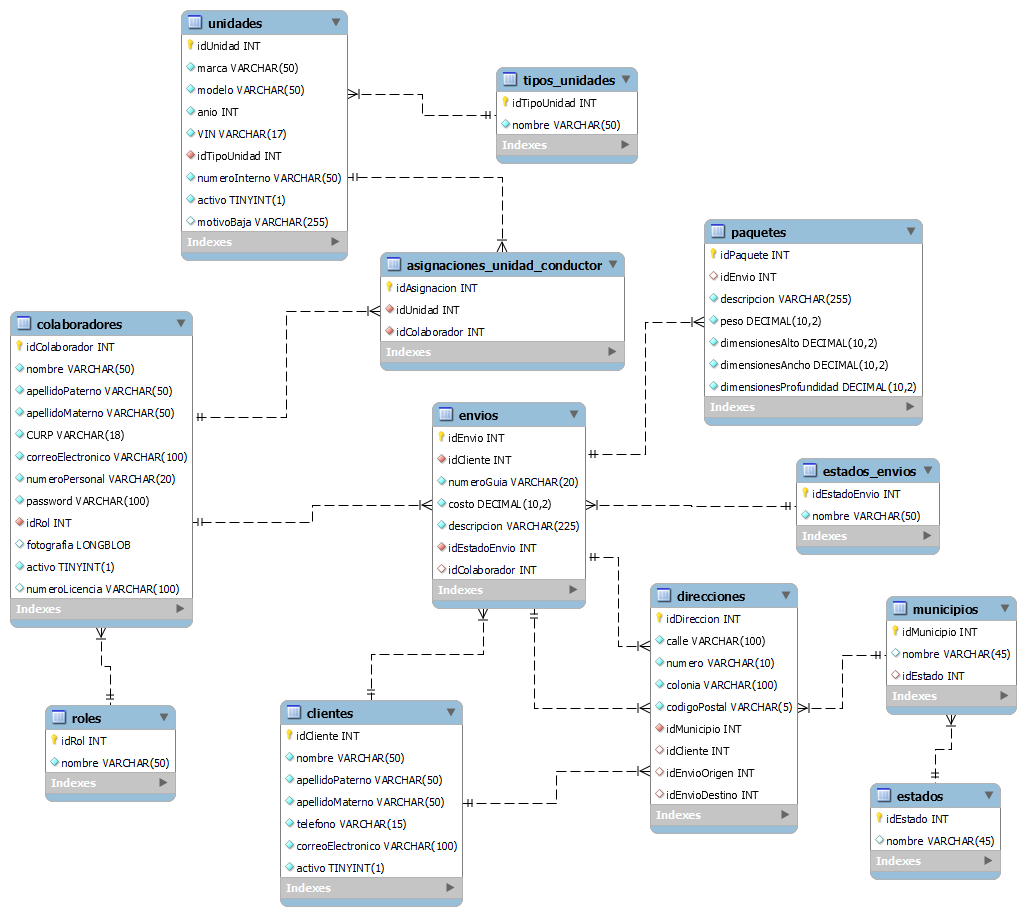 unidades
idUnidad INT
marca VARCHAR(50)
modelo VARCHAR(50)
anio INT
VIN VARCHAR(17)
idTipoUnidad INT
numeroInterno VARCHAR(50)
activo TINYINT(1)
motivoBaja VARCHAR(255)
Indexes
tipos_unidades
idTipoUnidad INT
nombre VARCHAR(50)
Indexes
asignaciones_unidad_conductor
idAsignacion INT
idUnidad INT
idColaborador INT
Indexes
paquetes
idPaquete INT
idEnvio INT
descripcion VARCHAR(255)
peso DECIMAL(10,2)
dimensionesAlto DECIMAL(10,2)
dimensionesAncho DECIMAL(10,2)
dimensionesProfundidad DECIMAL(10,2)
Indexes
colaboradores
idColaborador INT
nombre VARCHAR(50)
apellidoPaterno VARCHAR(50)
apellidoMaterno VARCHAR(50)
CURP VARCHAR(18)
correoElectronico VARCHAR(100)
numeroPersonal VARCHAR(20)
password VARCHAR(100)
idRol INT
fotografia LONGBLOB
activo TINYINT(1)
numeroLicencia VARCHAR(100)
Indexes
envios
idEnvio INT
idCliente INT
numeroGuia VARCHAR(20)
costo DECIMAL(10,2)
descripcion VARCHAR(225)
idEstadoEnvio INT
idColaborador INT
Indexes
estados_envios
idEstadoEnvio INT
nombre VARCHAR(50)
Indexes
direcciones
idDireccion INT
calle VARCHAR(100)
numero VARCHAR(10)
colonia VARCHAR(100)
codigoPostal VARCHAR(5)
idMunicipio INT
idCliente INT
idEnvioOrigen INT
idEnvioDestino INT
Indexes
municipios
idMunicipio INT
nombre VARCHAR(45)
idEstado INT
Indexes
roles
idRol INT
nombre VARCHAR(50)
Indexes
clientes
idCliente INT
nombre VARCHAR(50)
apellidoPaterno VARCHAR(50)
apellidoMaterno VARCHAR(50)
telefono VARCHAR(15)
correoElectronico VARCHAR(100)
activo TINYINT(1)
Indexes
estados
idEstado INT
nombre VARCHAR(45)
Indexes